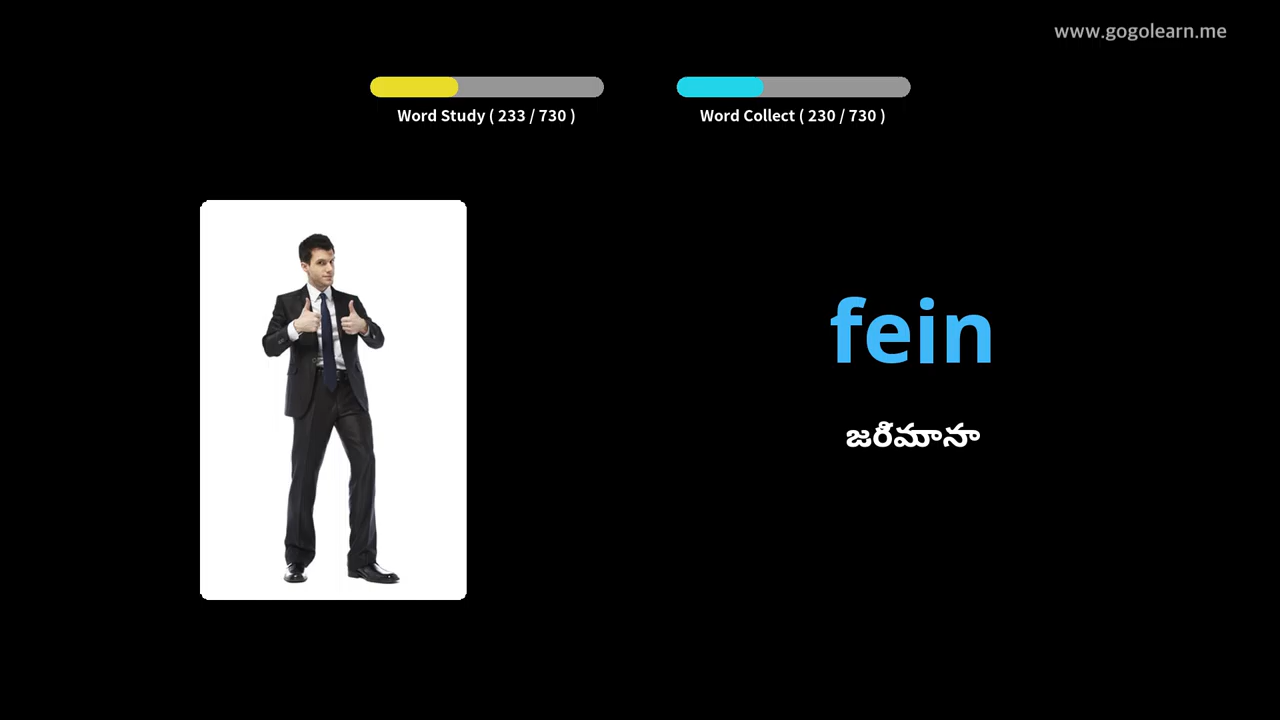 www.gogolearn.me
Word Study ( 233 / 730 )
Word Collect ( 230 / 730 )
fein
జరిమానా